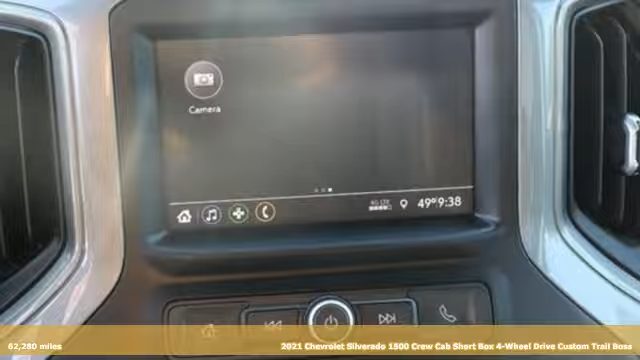 Camera
4G LTE
49° 9:38
62,280 miles
2021 Chevrolet Silverado 1500 Crew Cab Short Box 4-Wheel Drive Custom Trail Boss